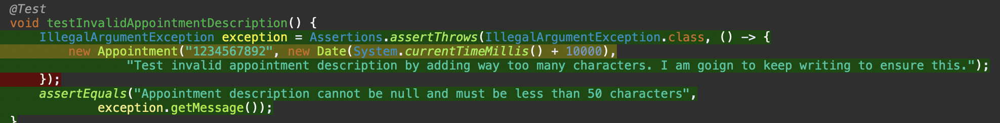 @Test
void testInvalidAppointmentDescription() {
IllegalArgumentException exception = Assertions.assertThrows(IllegalArgumentException.class, () -> {
new Appointment("1234567892", new Date(System.currentTimeMillis() + 10000),
"Test invalid appointment description by adding way too many characters. I am goign to keep writing to ensure this.");
});
assertEquals("Appointment description cannot be null and must be less than 50 characters",
exception.getMessage());
}